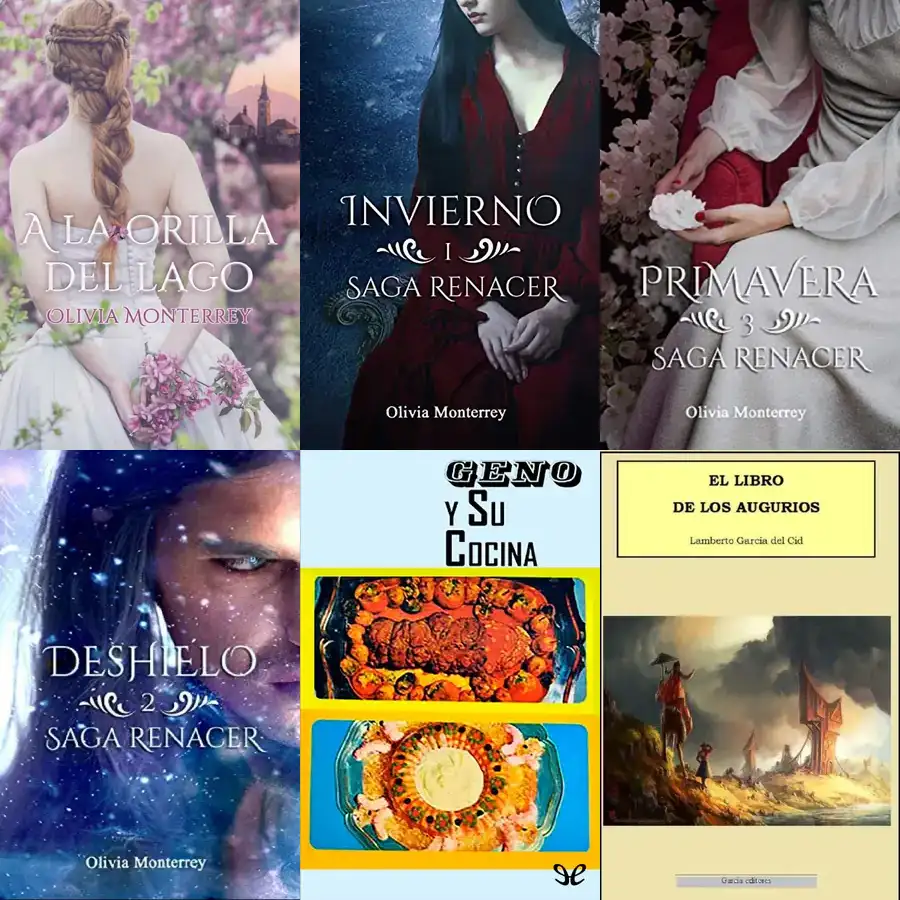 A LA ORILLA
DEL LAGO
OLIVIA MONTERREY
INVIERNO
1
SAGA RENACER
Olivia Monterrey
PRIMAVERA
3
SAGA RENACER
Olivia Monterrey
DESHIELO
2
SAGA RENACER
Olivia Monterrey
GENO
Y SU
COCINA
EL LIBRO
DE LOS AUGURIOS
Lamberto García del Cid
García editores